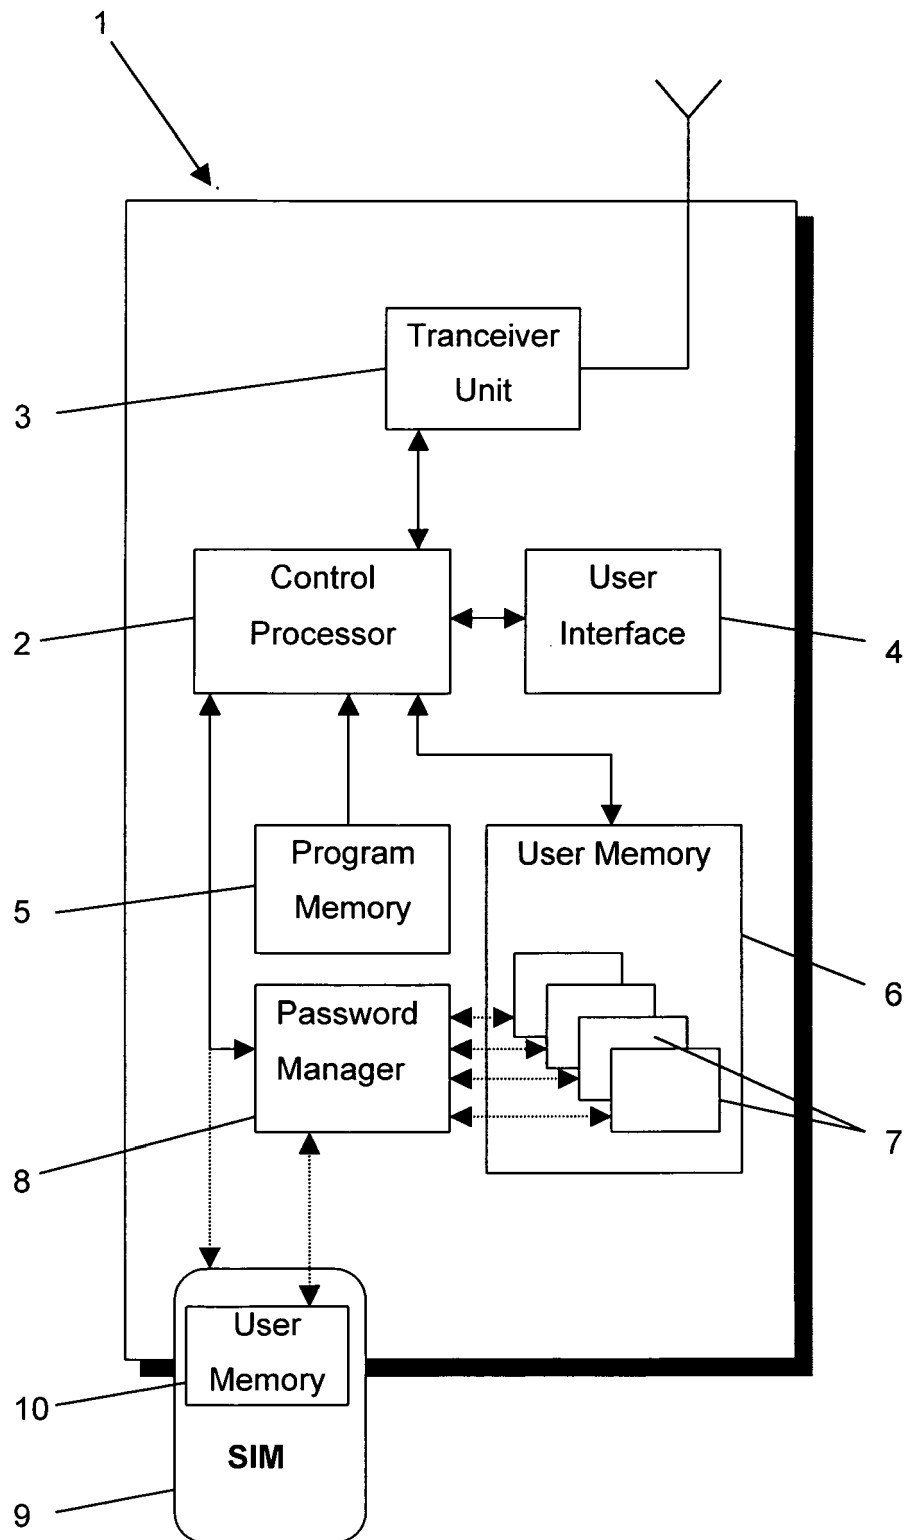 1
Tranceiver
Unit
3
Control
Processor
User
Interface
2
4
Program
Memory
User Memory
5
6
Password
Manager
7
8
User
Memory
10
SIM
9